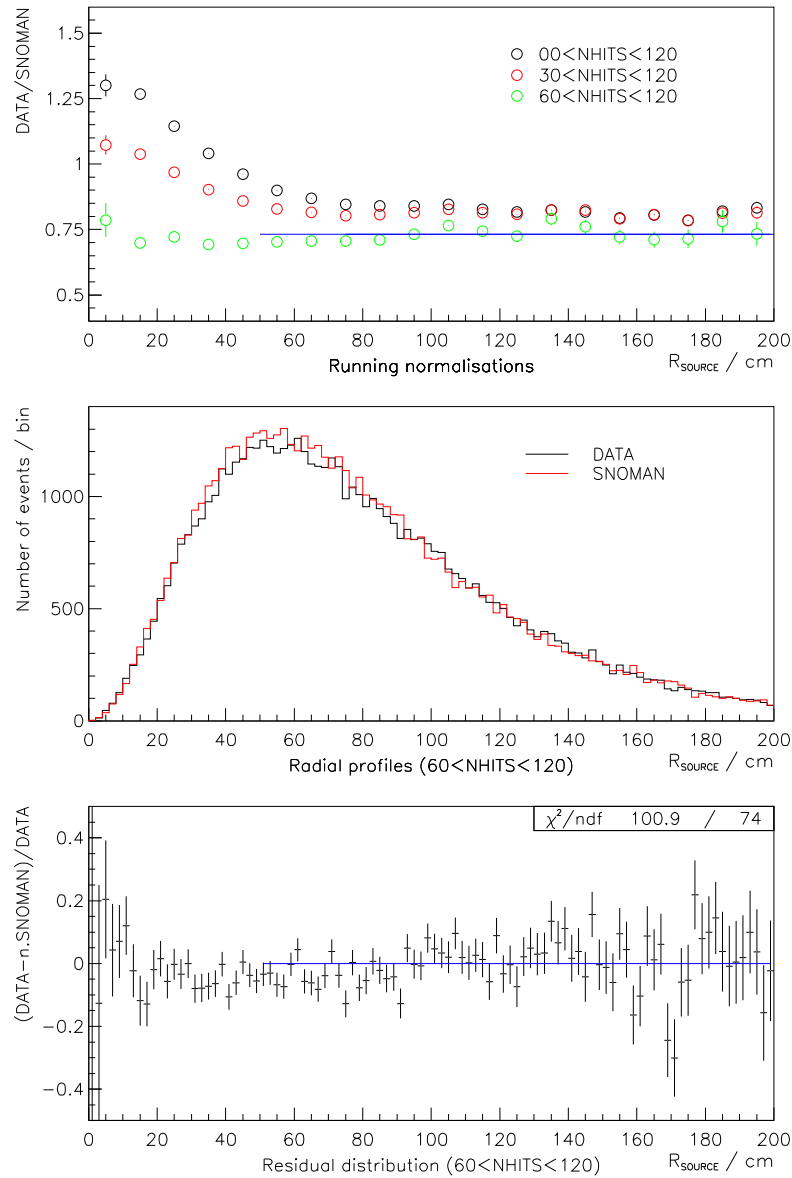 DATA/SNOMAN
1.5
1.25
1
0.75
0.5
00<NHITS<120
30<NHITS<120
60<NHITS<120
0 20 40 60 80 100 120 140 160 180 200
Running normalisations
R_SOURCE / cm
Number of events / bin
1000
500
0
DATA
SNOMAN
0 20 40 60 80 100 120 140 160 180 200
Radial profiles (60<NHITS<120)
R_SOURCE / cm
(DATA−n.SNOMAN)/DATA
0.4
0.2
0
−0.2
−0.4
χ²/ndf 100.9 / 74
0 20 40 60 80 100 120 140 160 180 200
Residual distribution (60<NHITS<120)
R_SOURCE / cm